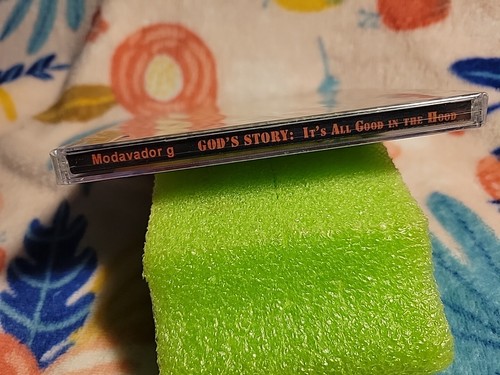 Modavador g GOD'S STORY: IT'S ALL GOOD IN THE HOOD